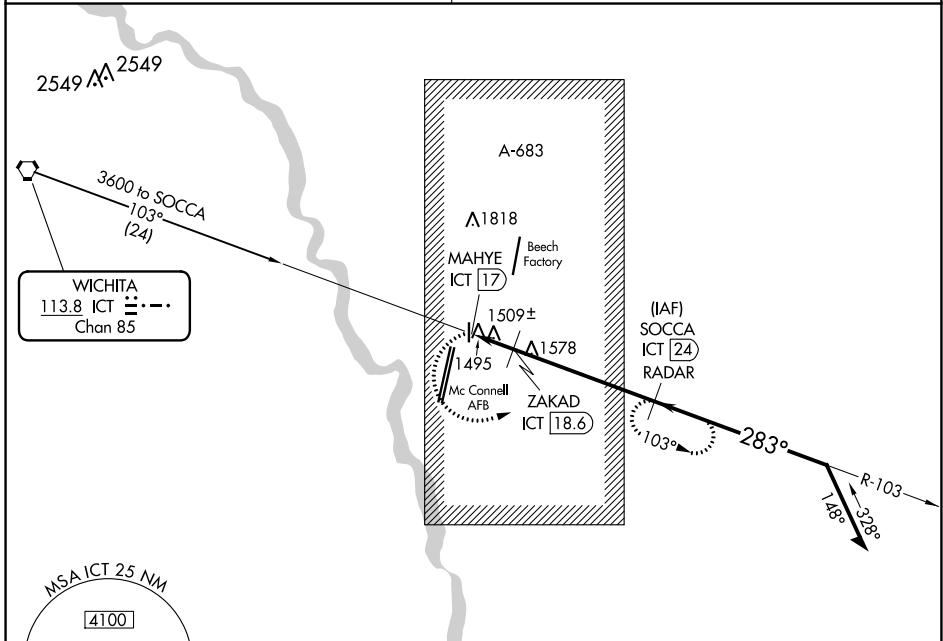 2549 2549
3600 to SOCCA
103°
(24)
WICHITA
113.8 ICT
Chan 85
A-683
1818
Beech
Factory
MAHYE
ICT 17
1509±
1495
1578
Mc Connell
AFB
ZAKAD
ICT 18.6
(IAF)
SOCCA
ICT 24
RADAR
103°
283°
R-103
148°
328°
MSA ICT 25 NM
4100